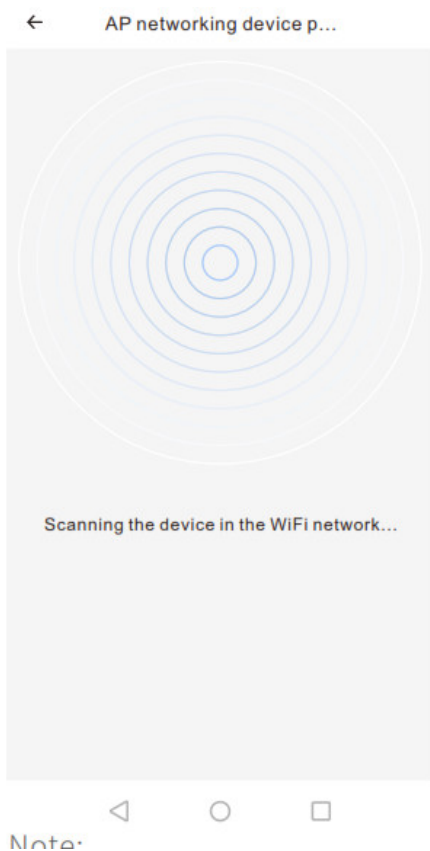 AP networking device p...
Scanning the device in the WiFi network...
Note: